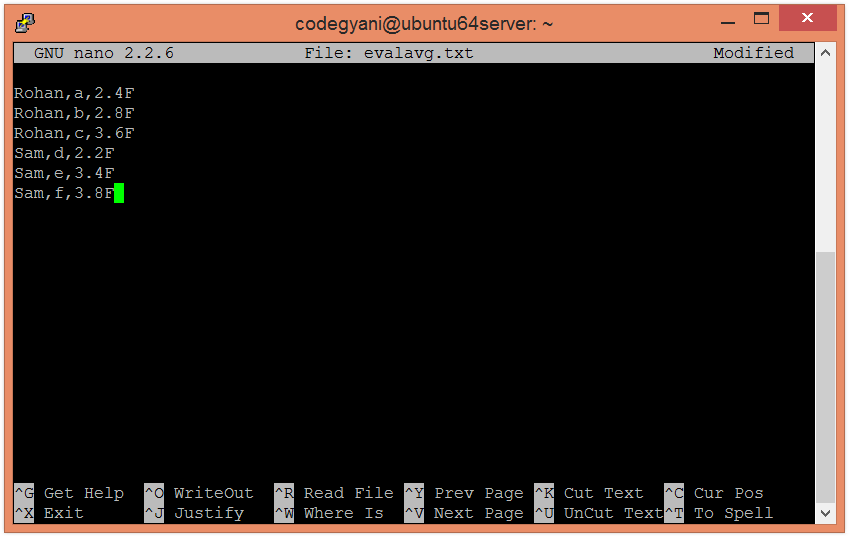 codegyani@ubuntu64server: ~
GNU nano 2.2.6 File: evalavg.txt Modified
Rohan,a,2.4F
Rohan,b,2.8F
Rohan,c,3.6F
Sam,d,2.2F
Sam,e,3.4F
Sam,f,3.8F
^G Get Help ^O WriteOut ^R Read File ^Y Prev Page ^K Cut Text ^C Cur Pos
^X Exit ^J Justify ^W Where Is ^V Next Page ^U UnCut Text^T To Spell